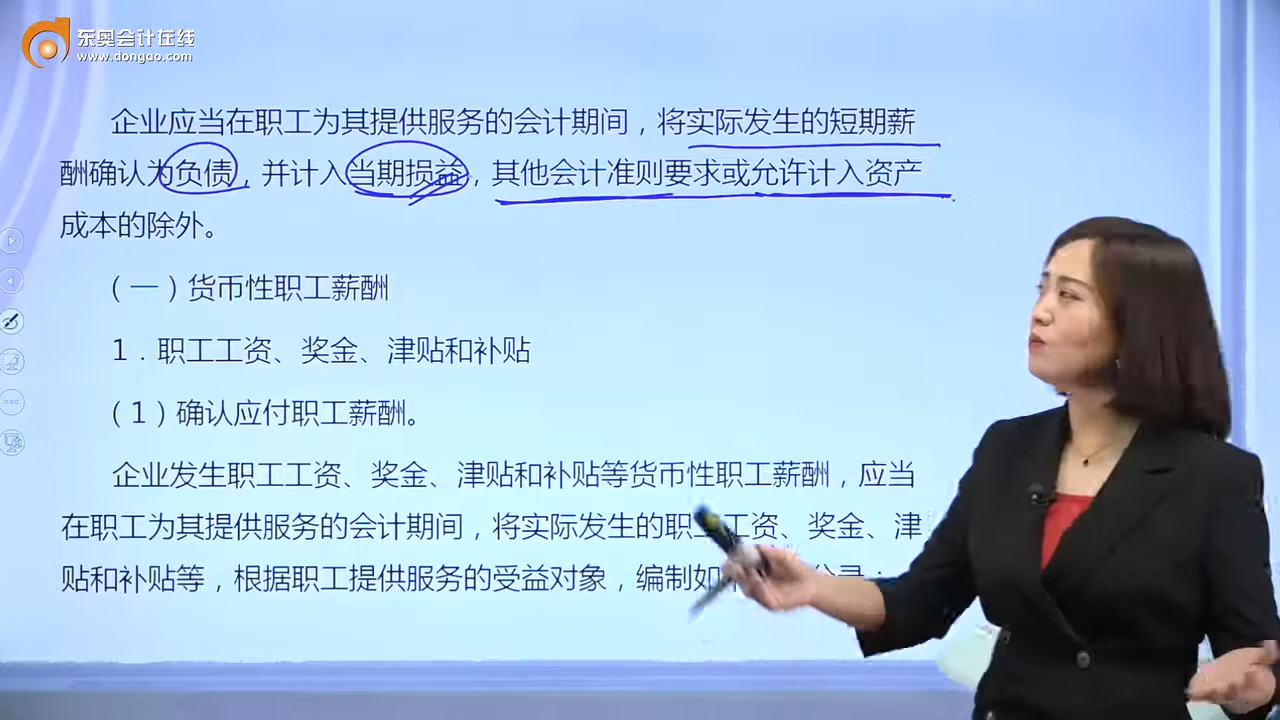 东奥会计在线
www.dongao.com
企业应当在职工为其提供服务的会计期间，将实际发生的短期薪
酬确认为负债，并计入当期损益，其他会计准则要求或允许计入资产
成本的除外。
（一）货币性职工薪酬
1．职工工资、奖金、津贴和补贴
（1）确认应付职工薪酬。
企业发生职工工资、奖金、津贴和补贴等货币性职工薪酬，应当
在职工为其提供服务的会计期间，将实际发生的职工工资、奖金、津
贴和补贴等，根据职工提供服务的受益对象，编制如